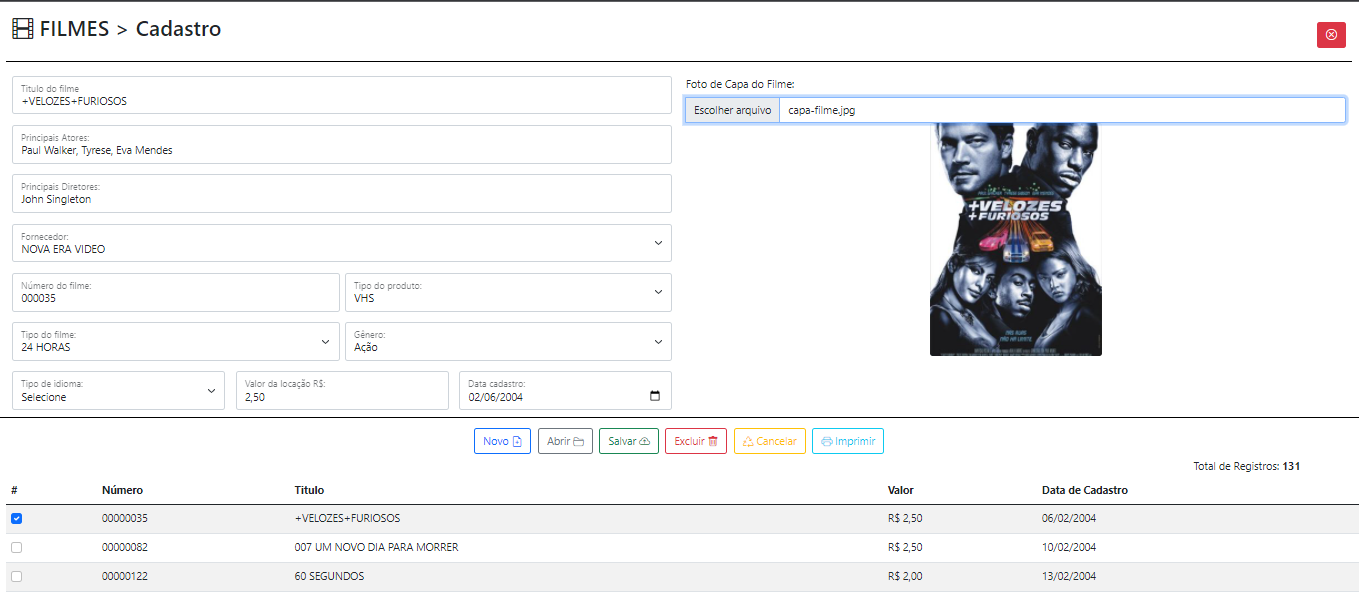 FILMES > Cadastro
Titulo do filme
+VELOZES+FURIOSOS
Principais Atores:
Paul Walker, Tyrese, Eva Mendes
Principais Diretores:
John Singleton
Fornecedor:
NOVA ERA VIDEO
Número do filme:
000035
Tipo do produto:
VHS
Tipo do filme:
24 HORAS
Gênero:
Ação
Tipo de idioma:
Selecione
Valor da locação R$:
2,50
Data cadastro:
02/06/2004
Foto de Capa do Filme:
Escolher arquivo capa-filme.jpg
+VELOZES
+FURIOSOS
Novo Abrir Salvar Excluir Cancelar Imprimir
Total de Registros: 131
# Número Titulo Valor Data de Cadastro
00000035 +VELOZES+FURIOSOS R$ 2,50 06/02/2004
00000082 007 UM NOVO DIA PARA MORRER R$ 2,50 10/02/2004
00000122 60 SEGUNDOS R$ 2,00 13/02/2004